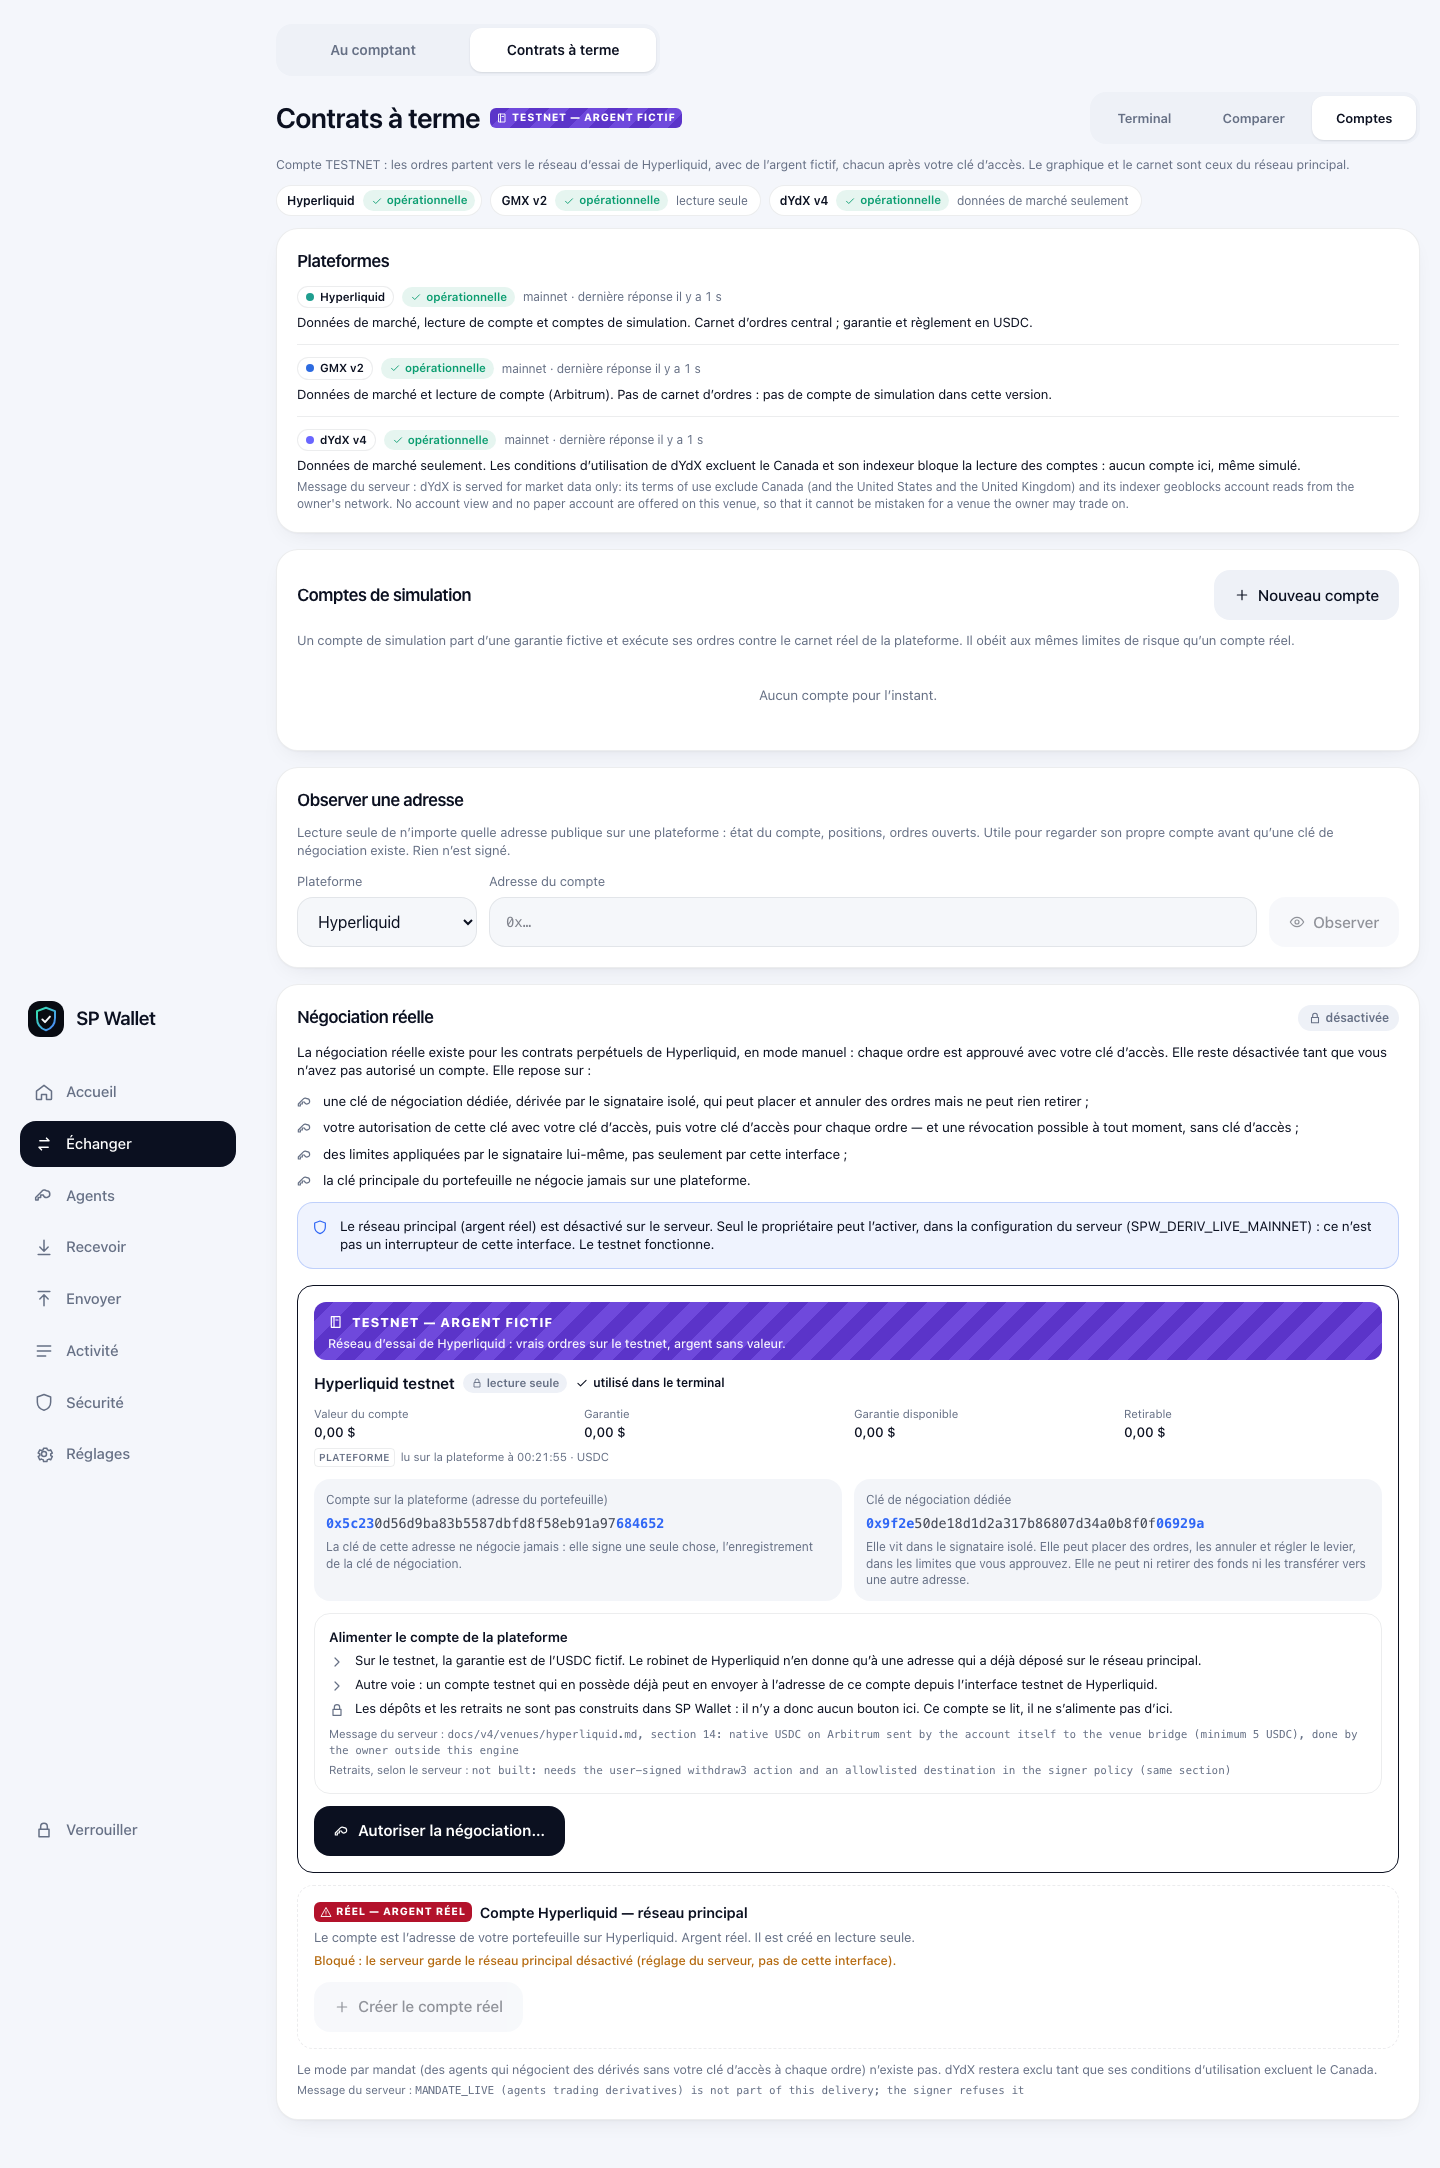 Au comptant
Contrats à terme
Contrats à terme
TESTNET — ARGENT FICTIF
Terminal
Comparer
Comptes
Compte TESTNET : les ordres partent vers le réseau d’essai de Hyperliquid, avec de l’argent fictif, chacun après votre clé d’accès. Le graphique et le carnet sont ceux du réseau principal.
Hyperliquid opérationnelle
GMX v2 opérationnelle lecture seule
dYdX v4 opérationnelle données de marché seulement
Plateformes
Hyperliquid opérationnelle mainnet · dernière réponse il y a 1 s
Données de marché, lecture de compte et comptes de simulation. Carnet d’ordres central ; garantie et règlement en USDC.
GMX v2 opérationnelle mainnet · dernière réponse il y a 1 s
Données de marché et lecture de compte (Arbitrum). Pas de carnet d’ordres : pas de compte de simulation dans cette version.
dYdX v4 opérationnelle mainnet · dernière réponse il y a 1 s
Données de marché seulement. Les conditions d’utilisation de dYdX excluent le Canada et son indexeur bloque la lecture des comptes : aucun compte ici, même simulé.
Message du serveur : dYdX is served for market data only: its terms of use exclude Canada (and the United States and the United Kingdom) and its indexer geoblocks account reads from the
owner's network. No account view and no paper account are offered on this venue, so that it cannot be mistaken for a venue the owner may trade on.
Comptes de simulation
Nouveau compte
Un compte de simulation part d’une garantie fictive et exécute ses ordres contre le carnet réel de la plateforme. Il obéit aux mêmes limites de risque qu’un compte réel.
Aucun compte pour l’instant.
Observer une adresse
Lecture seule de n’importe quelle adresse publique sur une plateforme : état du compte, positions, ordres ouverts. Utile pour regarder son propre compte avant qu’une clé de
négociation existe. Rien n’est signé.
Plateforme
Adresse du compte
Hyperliquid
0x…
Observer
SP Wallet
Accueil
Échanger
Agents
Recevoir
Envoyer
Activité
Sécurité
Réglages
Verrouiller
Négociation réelle
désactivée
La négociation réelle existe pour les contrats perpétuels de Hyperliquid, en mode manuel : chaque ordre est approuvé avec votre clé d’accès. Elle reste désactivée tant que vous
n’avez pas autorisé un compte. Elle repose sur :
une clé de négociation dédiée, dérivée par le signataire isolé, qui peut placer et annuler des ordres mais ne peut rien retirer ;
votre autorisation de cette clé avec votre clé d’accès, puis votre clé d’accès pour chaque ordre — et une révocation possible à tout moment, sans clé d’accès ;
des limites appliquées par le signataire lui-même, pas seulement par cette interface ;
la clé principale du portefeuille ne négocie jamais sur une plateforme.
Le réseau principal (argent réel) est désactivé sur le serveur. Seul le propriétaire peut l’activer, dans la configuration du serveur (SPW_DERIV_LIVE_MAINNET) : ce n’est
pas un interrupteur de cette interface. Le testnet fonctionne.
TESTNET — ARGENT FICTIF
Réseau d’essai de Hyperliquid : vrais ordres sur le testnet, argent sans valeur.
Hyperliquid testnet lecture seule utilisé dans le terminal
Valeur du compte
0,00 $
Garantie
0,00 $
Garantie disponible
0,00 $
Retirable
0,00 $
PLATEFORME lu sur la plateforme à 00:21:55 · USDC
Compte sur la plateforme (adresse du portefeuille)
0x5c230d56d9ba83b5587dbfd8f58eb91a97684652
La clé de cette adresse ne négocie jamais : elle signe une seule chose, l’enregistrement
de la clé de négociation.
Clé de négociation dédiée
0x9f2e50de18d1d2a317b86807d34a0b8f0f06929a
Elle vit dans le signataire isolé. Elle peut placer des ordres, les annuler et régler le levier,
dans les limites que vous approuvez. Elle ne peut ni retirer des fonds ni les transférer vers
une autre adresse.
Alimenter le compte de la plateforme
Sur le testnet, la garantie est de l’USDC fictif. Le robinet de Hyperliquid n’en donne qu’à une adresse qui a déjà déposé sur le réseau principal.
Autre voie : un compte testnet qui en possède déjà peut en envoyer à l’adresse de ce compte depuis l’interface testnet de Hyperliquid.
Les dépôts et les retraits ne sont pas construits dans SP Wallet : il n’y a donc aucun bouton ici. Ce compte se lit, il ne s’alimente pas d’ici.
Message du serveur : docs/v4/venues/hyperliquid.md, section 14: native USDC on Arbitrum sent by the account itself to the venue bridge (minimum 5 USDC), done by
the owner outside this engine
Retraits, selon le serveur : not built: needs the user-signed withdraw3 action and an allowlisted destination in the signer policy (same section)
Autoriser la négociation…
RÉEL — ARGENT RÉEL Compte Hyperliquid — réseau principal
Le compte est l’adresse de votre portefeuille sur Hyperliquid. Argent réel. Il est créé en lecture seule.
Bloqué : le serveur garde le réseau principal désactivé (réglage du serveur, pas de cette interface).
Créer le compte réel
Le mode par mandat (des agents qui négocient des dérivés sans votre clé d’accès à chaque ordre) n’existe pas. dYdX restera exclu tant que ses conditions d’utilisation excluent le Canada.
Message du serveur : MANDATE_LIVE (agents trading derivatives) is not part of this delivery; the signer refuses it